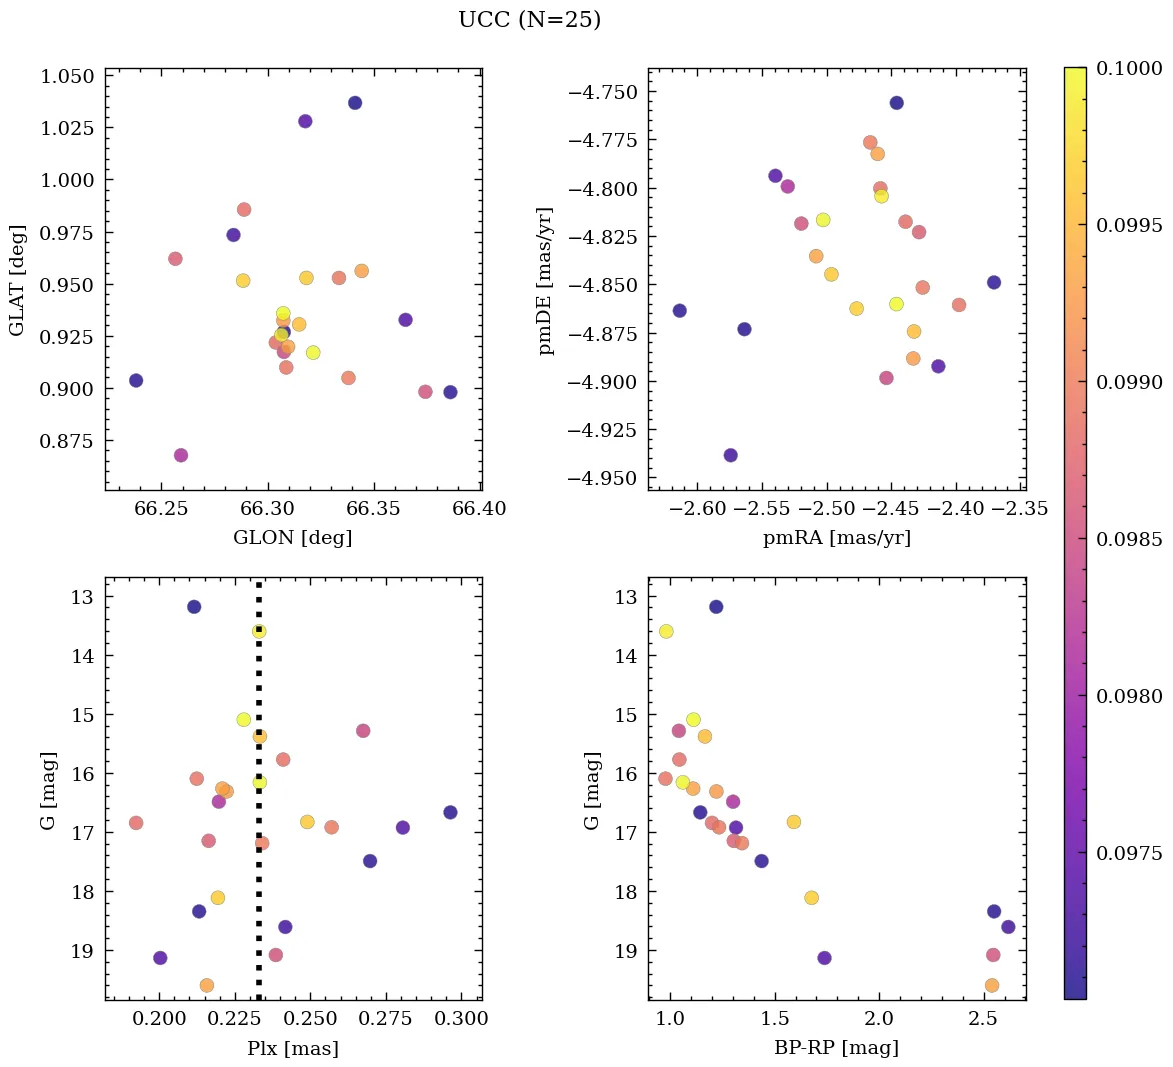 UCC (N=25)
1.050
1.025
1.000
0.975
0.950
0.925
0.900
0.875
GLAT [deg]
66.25 66.30 66.35 66.40
GLON [deg]
−4.750
−4.775
−4.800
−4.825
−4.850
−4.875
−4.900
−4.925
−4.950
pmDE [mas/yr]
−2.60 −2.55 −2.50 −2.45 −2.40 −2.35
pmRA [mas/yr]
13
14
15
16
17
18
19
G [mag]
0.200 0.225 0.250 0.275 0.300
Plx [mas]
13
14
15
16
17
18
19
G [mag]
1.0 1.5 2.0 2.5
BP-RP [mag]
0.1000
0.0995
0.0990
0.0985
0.0980
0.0975